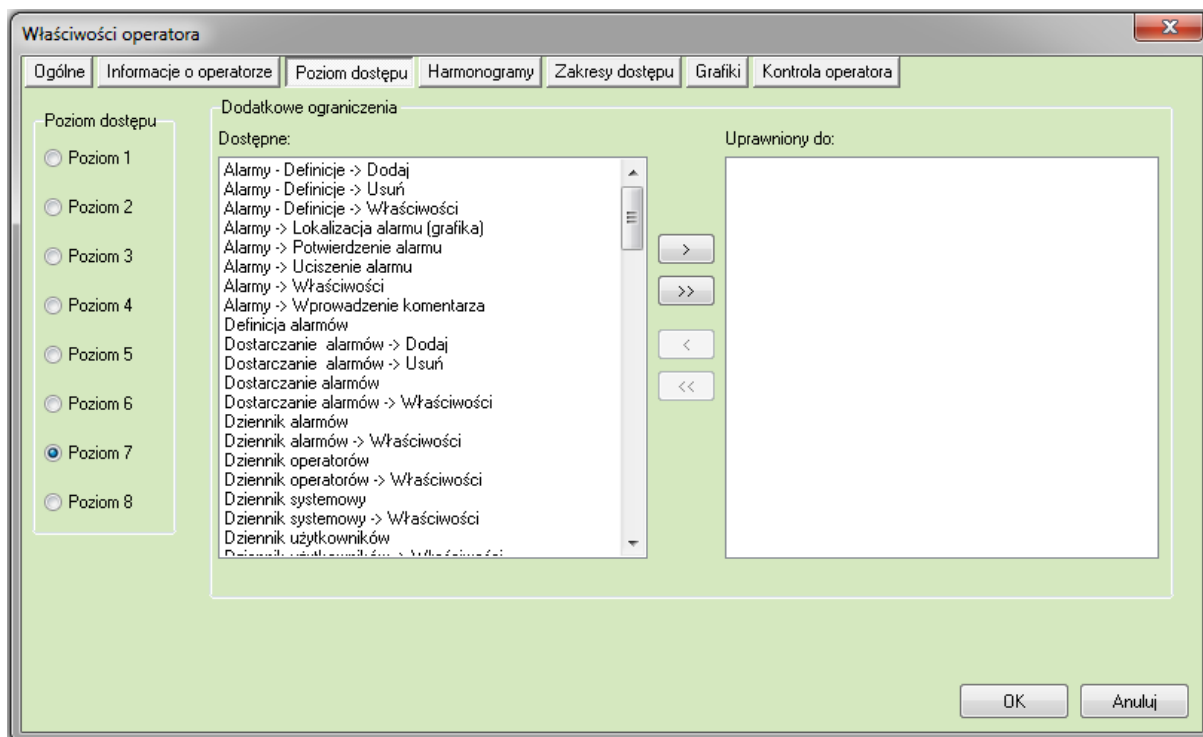 Właściwości operatora
Ogólne
Informacje o operatorze
Poziom dostępu
Harmonogramy
Zakresy dostępu
Grafiki
Kontrola operatora
Poziom dostępu
Poziom 1
Poziom 2
Poziom 3
Poziom 4
Poziom 5
Poziom 6
Poziom 7
Poziom 8
Dodatkowe ograniczenia
Dostępne:
Alarmy - Definicje -> Dodaj
Alarmy - Definicje -> Usuń
Alarmy - Definicje -> Właściwości
Alarmy -> Lokalizacja alarmu (grafika)
Alarmy -> Potwierdzenie alarmu
Alarmy -> Uciszenie alarmu
Alarmy -> Właściwości
Alarmy -> Wprowadzenie komentarza
Definicja alarmów
Dostarczanie  alarmów -> Dodaj
Dostarczanie  alarmów -> Usuń
Dostarczanie alarmów
Dostarczanie alarmów -> Właściwości
Dziennik alarmów
Dziennik alarmów -> Właściwości
Dziennik operatorów
Dziennik operatorów -> Właściwości
Dziennik systemowy
Dziennik systemowy -> Właściwości
Dziennik użytkowników
Dziennik użytkowników -> Właściwości
>
>>
<
<<
Uprawniony do:
OK
Anuluj